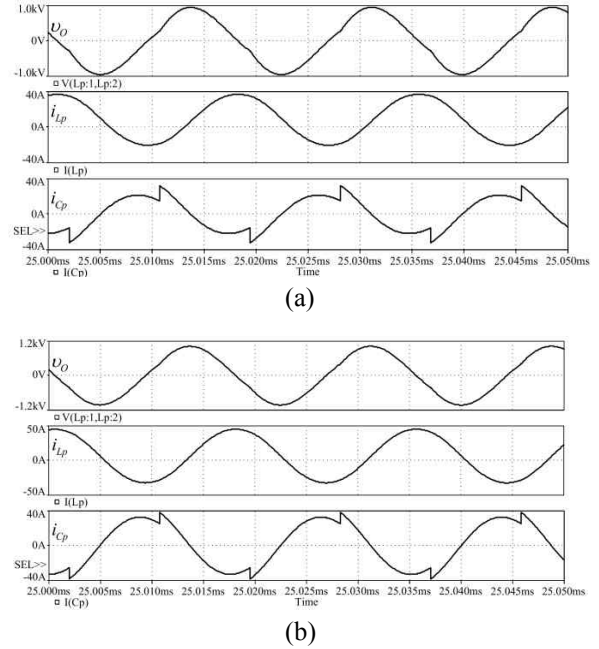 1.0kV
υO
0V
-1.0kV
V(Lp:1,Lp:2)
40A
iLp
0A
-40A
I(Lp)
40A
iCp
0A
SEL>>
-40A
25.000ms 25.005ms 25.010ms 25.015ms 25.020ms 25.025ms 25.030ms 25.035ms 25.040ms 25.045ms 25.050ms
I(Cp) Time
(a)
1.2kV
υO
0V
-1.2kV
V(Lp:1,Lp:2)
50A
iLp
0A
-50A
I(Lp)
40A
iCp
0A
SEL>>
-40A
25.000ms 25.005ms 25.010ms 25.015ms 25.020ms 25.025ms 25.030ms 25.035ms 25.040ms 25.045ms 25.050ms
I(Cp) Time
(b)